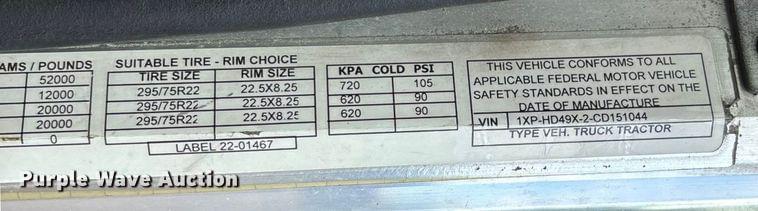 AMS / POUNDS
52000
12000
20000
20000
0
SUITABLE TIRE - RIM CHOICE
TIRE SIZE RIM SIZE
295/75R22 22.5X8.25
295/75R22 22.5X8.25
295/75R22 22.5X8.25
LABEL 22-01467
KPA COLD PSI
720 105
620 90
620 90
THIS VEHICLE CONFORMS TO ALL
APPLICABLE FEDERAL MOTOR VEHICLE
SAFETY STANDARDS IN EFFECT ON THE
DATE OF MANUFACTURE
VIN 1XP-HD49X-2-CD151044
TYPE VEH. TRUCK TRACTOR
Purple Wave Auction